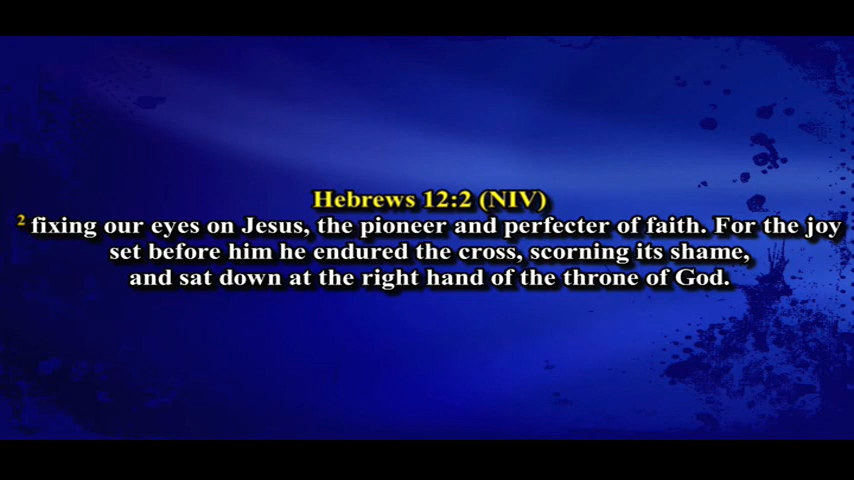 Hebrews 12:2 (NIV)
2 fixing our eyes on Jesus, the pioneer and perfecter of faith. For the joy
set before him he endured the cross, scorning its shame,
and sat down at the right hand of the throne of God.